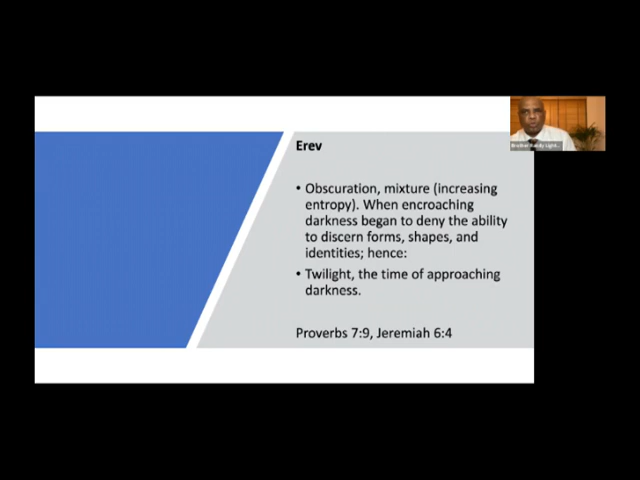 Erev
• Obscuration, mixture (increasing
entropy). When encroaching
darkness began to deny the ability
to discern forms, shapes, and
identities; hence:
• Twilight, the time of approaching
darkness.
Proverbs 7:9, Jeremiah 6:4
Brother